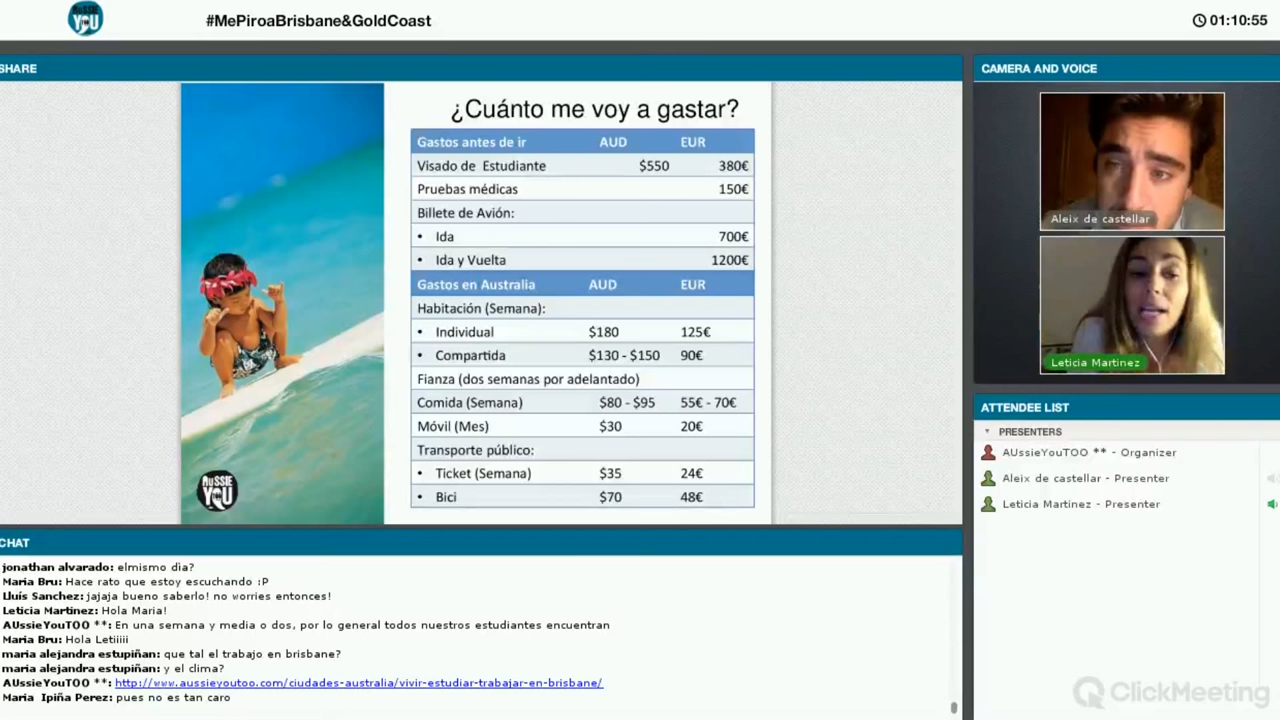 AUSSIE
YOU
TOO
#MePiroaBrisbane&GoldCoast
01:10:55
SHARE
¿Cuánto me voy a gastar?
Gastos antes de ir AUD EUR
Visado de Estudiante $550 380€
Pruebas médicas 150€
Billete de Avión:
• Ida 700€
• Ida y Vuelta 1200€
Gastos en Australia AUD EUR
Habitación (Semana):
• Individual $180 125€
• Compartida $130 - $150 90€
Fianza (dos semanas por adelantado)
Comida (Semana) $80 - $95 55€ - 70€
Móvil (Mes) $30 20€
Transporte público:
• Ticket (Semana) $35 24€
• Bici $70 48€
AUSSIE
YOU
CAMERA AND VOICE
Aleix de castellar
Leticia Martinez
ATTENDEE LIST
PRESENTERS
AUssieYouTOO ** - Organizer
Aleix de castellar - Presenter
Leticia Martinez - Presenter
CHAT
jonathan alvarado: elmismo dìa?
Maria Bru: Hace rato que estoy escuchando :P
Lluís Sanchez: jajaja bueno saberlo! no worries entonces!
Leticia Martinez: Hola Maria!
AUssieYouTOO **: En una semana y media o dos, por lo general todos nuestros estudiantes encuentran
Maria Bru: Hola Letiiiii
maria alejandra estupiñan: que tal el trabajo en brisbane?
maria alejandra estupiñan: y el clima?
AUssieYouTOO **: http://www.aussieyoutoo.com/ciudades-australia/vivir-estudiar-trabajar-en-brisbane/
Maria Ipiña Perez: pues no es tan caro
ClickMeeting